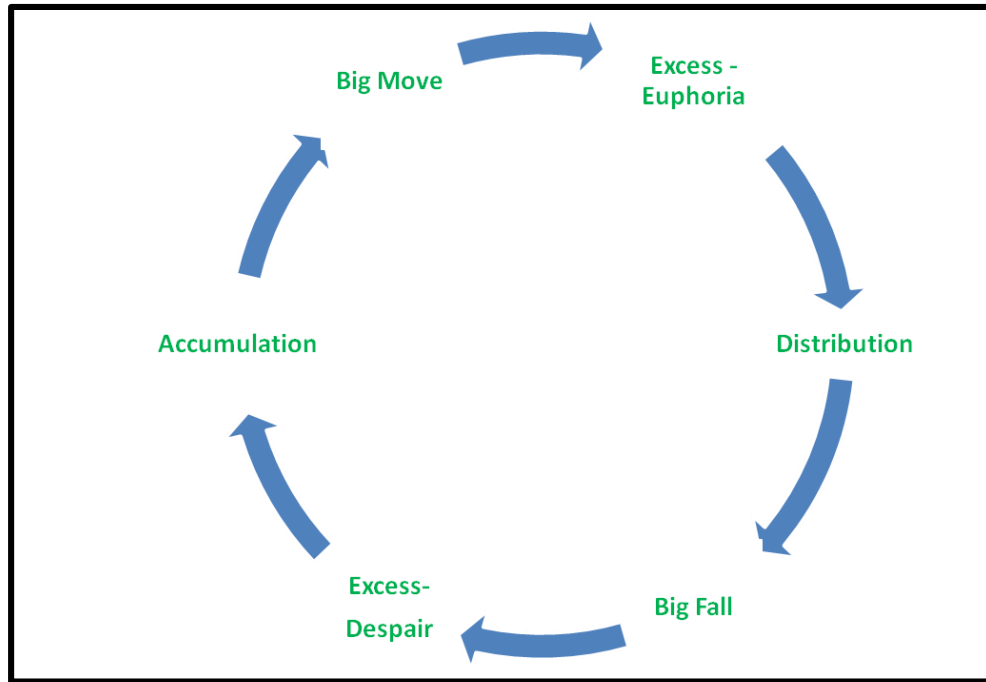 Big Move
Excess -
Euphoria
Accumulation
Distribution
Excess-
Despair
Big Fall